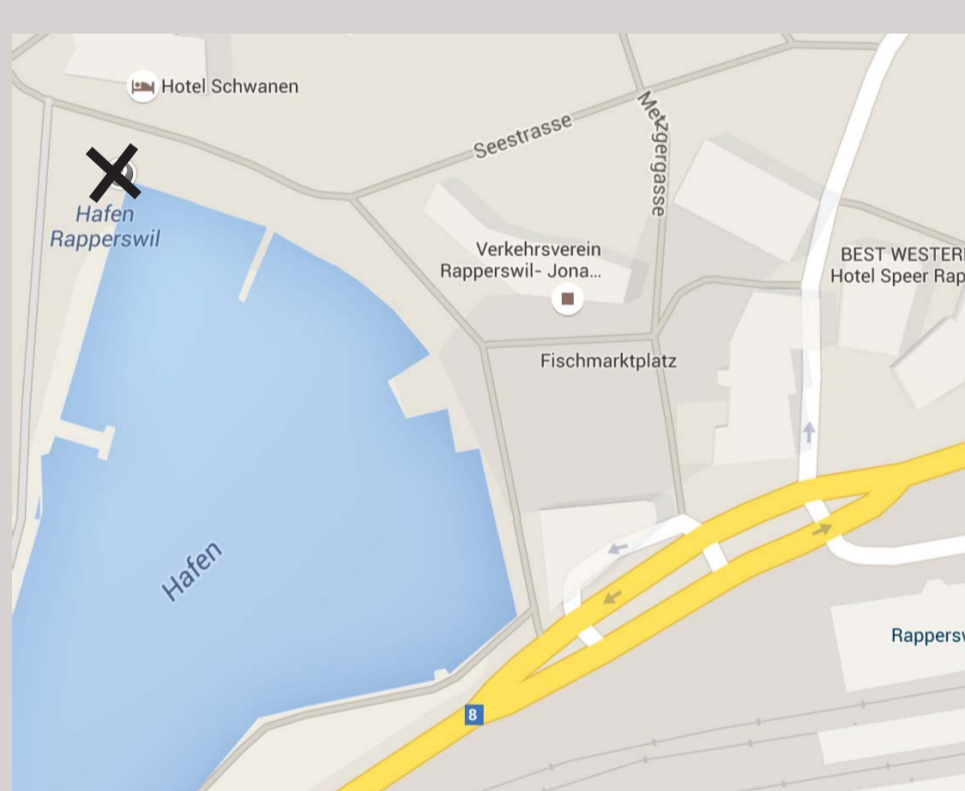 Hotel Schwanen
Seestrasse
Metzgergasse
Hafen
Rapperswil
Verkehrsverein
Rapperswil- Jona...
BEST WESTER
Hotel Speer Rap
Fischmarktplatz
Hafen
Rappersw
8